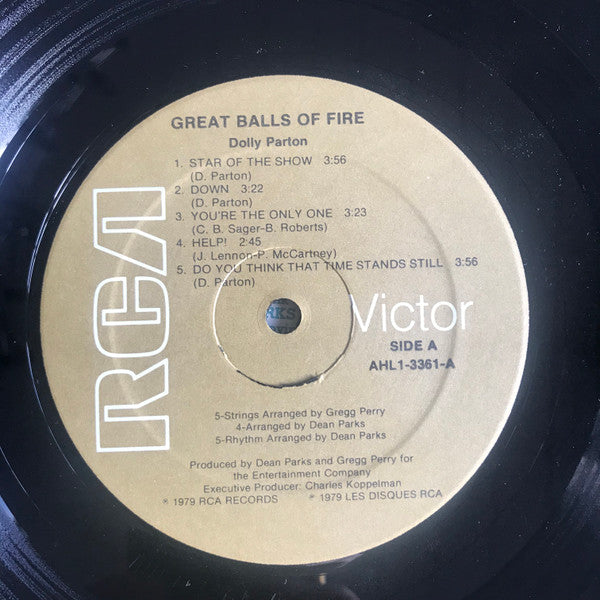 GREAT BALLS OF FIRE
Dolly Parton
1. STAR OF THE SHOW 3:56
(D. Parton)
2. DOWN 3:22
(D. Parton)
3. YOU'RE THE ONLY ONE 3:23
(C. B. Sager-B. Roberts)
4. HELP! 2:45
(J. Lennon-P. McCartney)
5. DO YOU THINK THAT TIME STANDS STILL 3:56
(D. Parton)
RCA
Victor
SIDE A
AHL1-3361-A
5-Strings Arranged by Gregg Perry
4-Arranged by Dean Parks
5-Rhythm Arranged by Dean Parks
Produced by Dean Parks and Gregg Perry for
the Entertainment Company
Executive Producer: Charles Koppelman
℗ 1979 RCA RECORDS ℗ 1979 LES DISQUES RCA